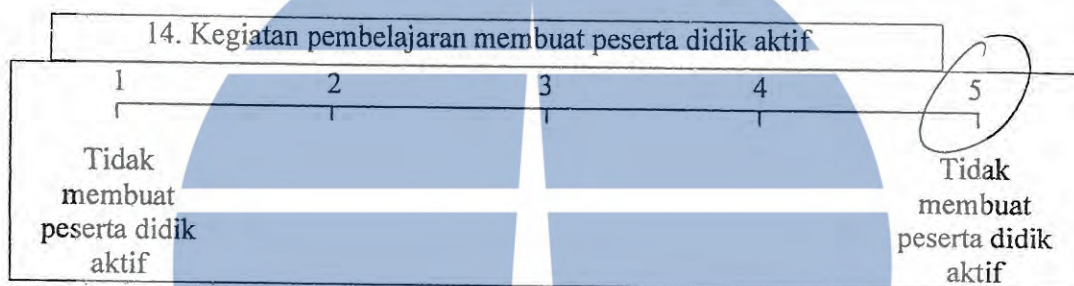 14. Kegiatan pembelajaran membuat peserta didik aktif
1 2 3 4 5
Tidak
membuat
peserta didik
aktif
Tidak
membuat
peserta didik
aktif